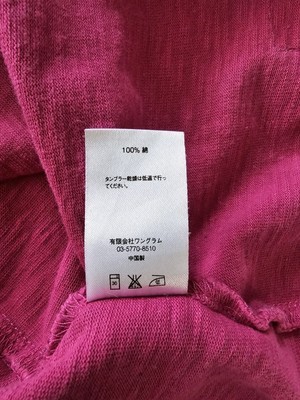 100% 綿
タンブラー乾燥は低温で行っ
てください。
有限会社ワングラム
03-5770-8510
中国製